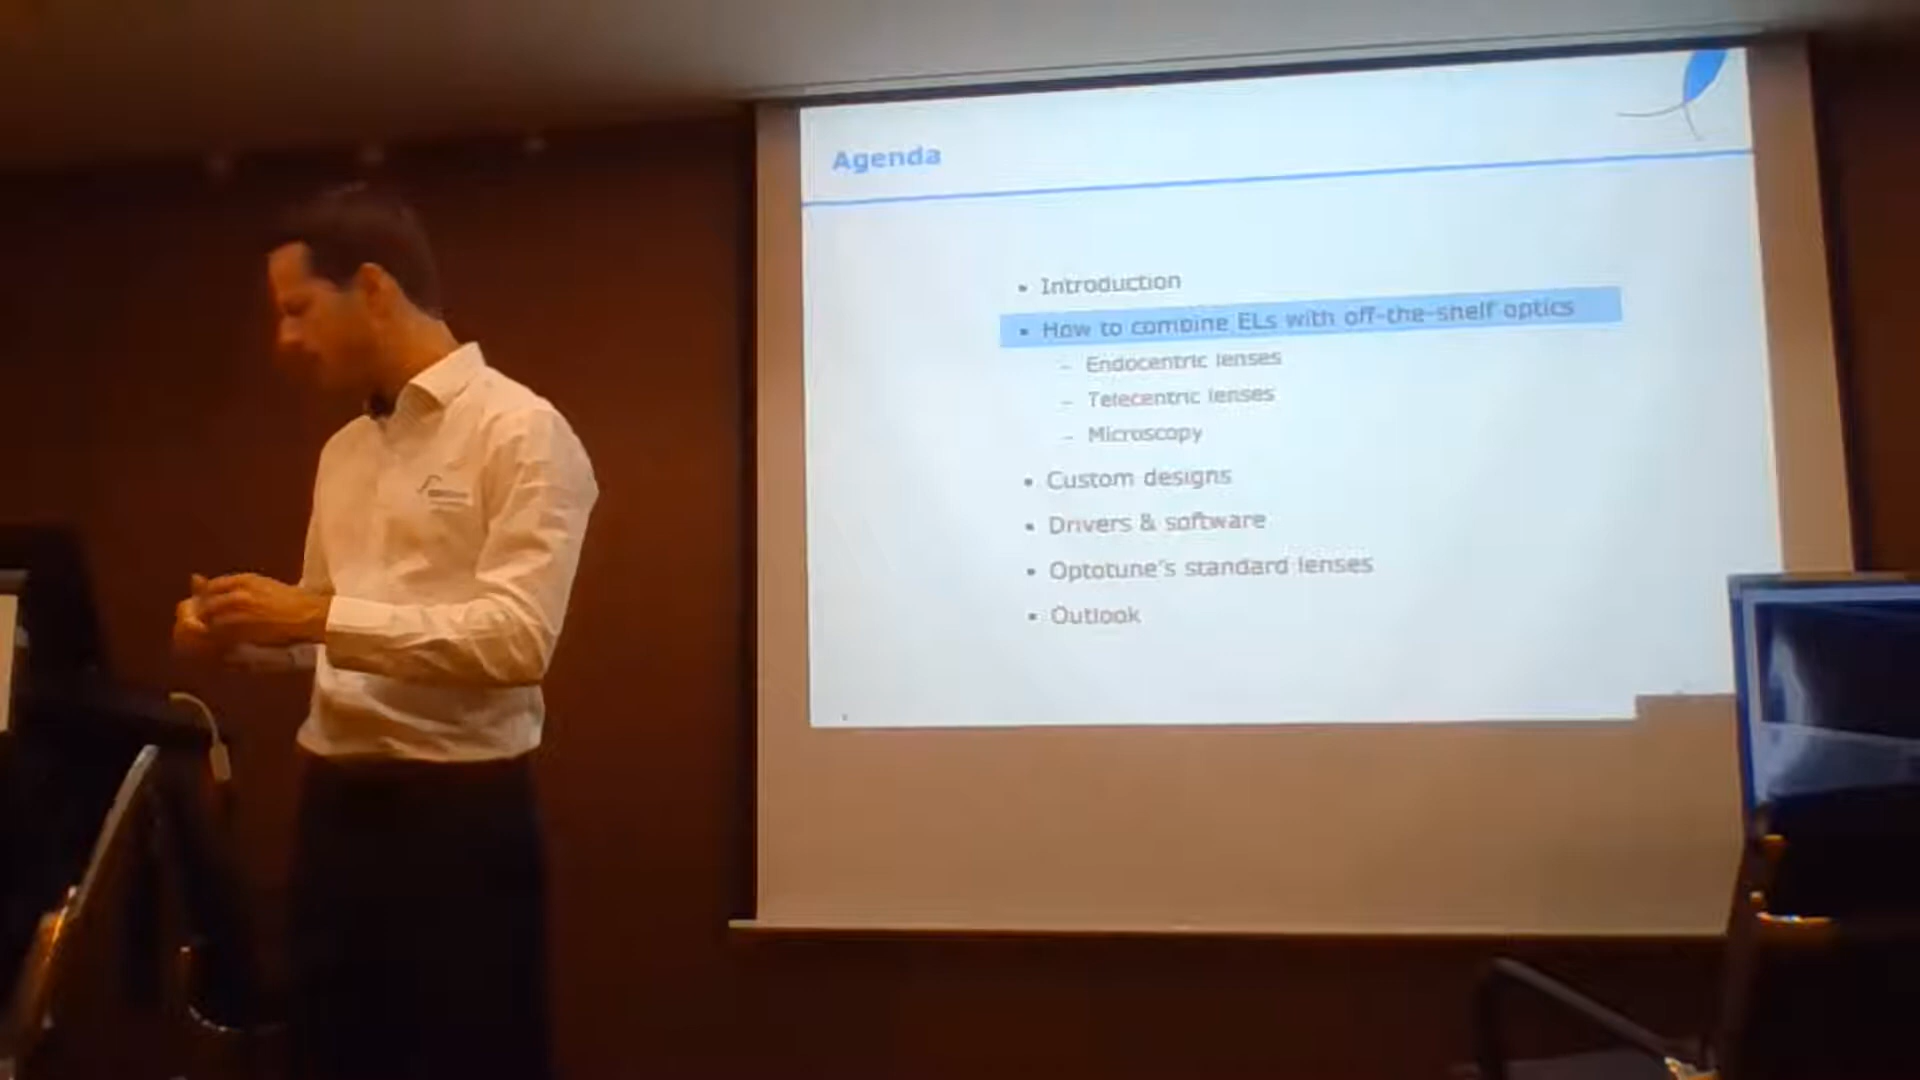 Agenda
• Introduction
• How to combine ELs with off-the-shelf optics
– Endocentric lenses
– Telecentric lenses
– Microscopy
• Custom designs
• Drivers & software
• Optotune's standard lenses
• Outlook